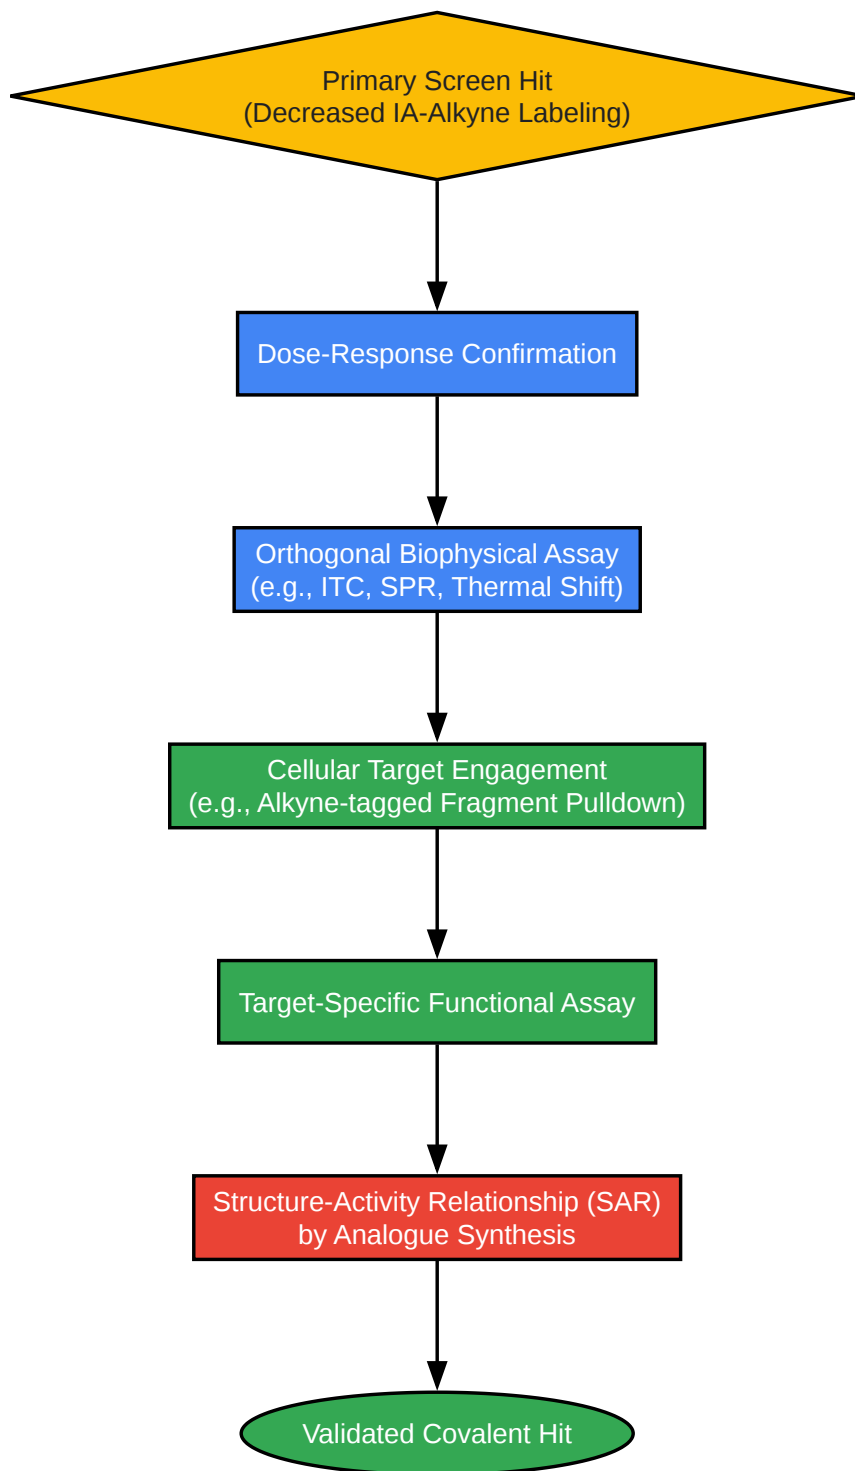 Primary Screen Hit
(Decreased IA-Alkyne Labeling)
Dose-Response Confirmation
Orthogonal Biophysical Assay
(e.g., ITC, SPR, Thermal Shift)
Cellular Target Engagement
(e.g., Alkyne-tagged Fragment Pulldown)
Target-Specific Functional Assay
Structure-Activity Relationship (SAR)
by Analogue Synthesis
Validated Covalent Hit